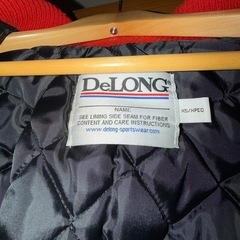 DeLONG
NAME
SEE LINING SIDE SEAM FOR FIBER
CONTENT AND CARE INSTRUCTIONS
www.delong-sportswear.com